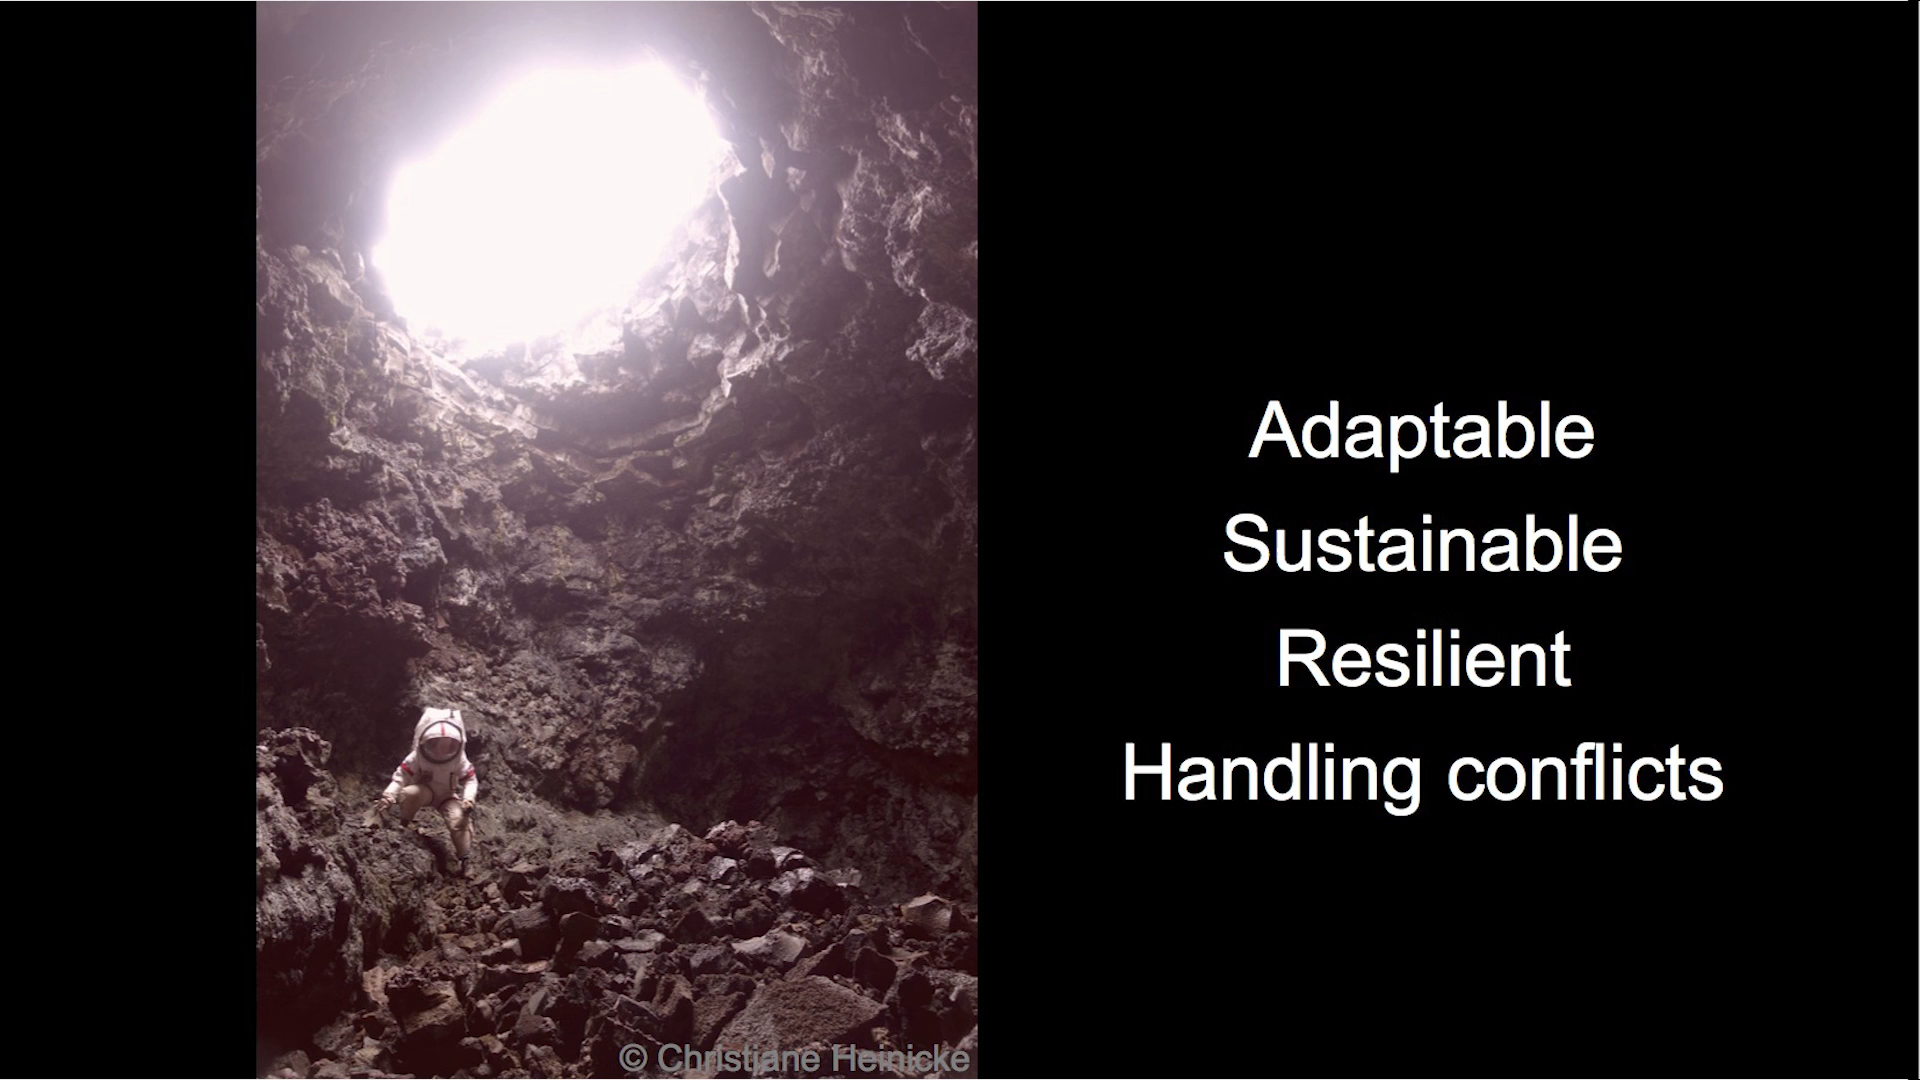 Adaptable
Sustainable
Resilient
Handling conflicts
© Christiane Heinicke